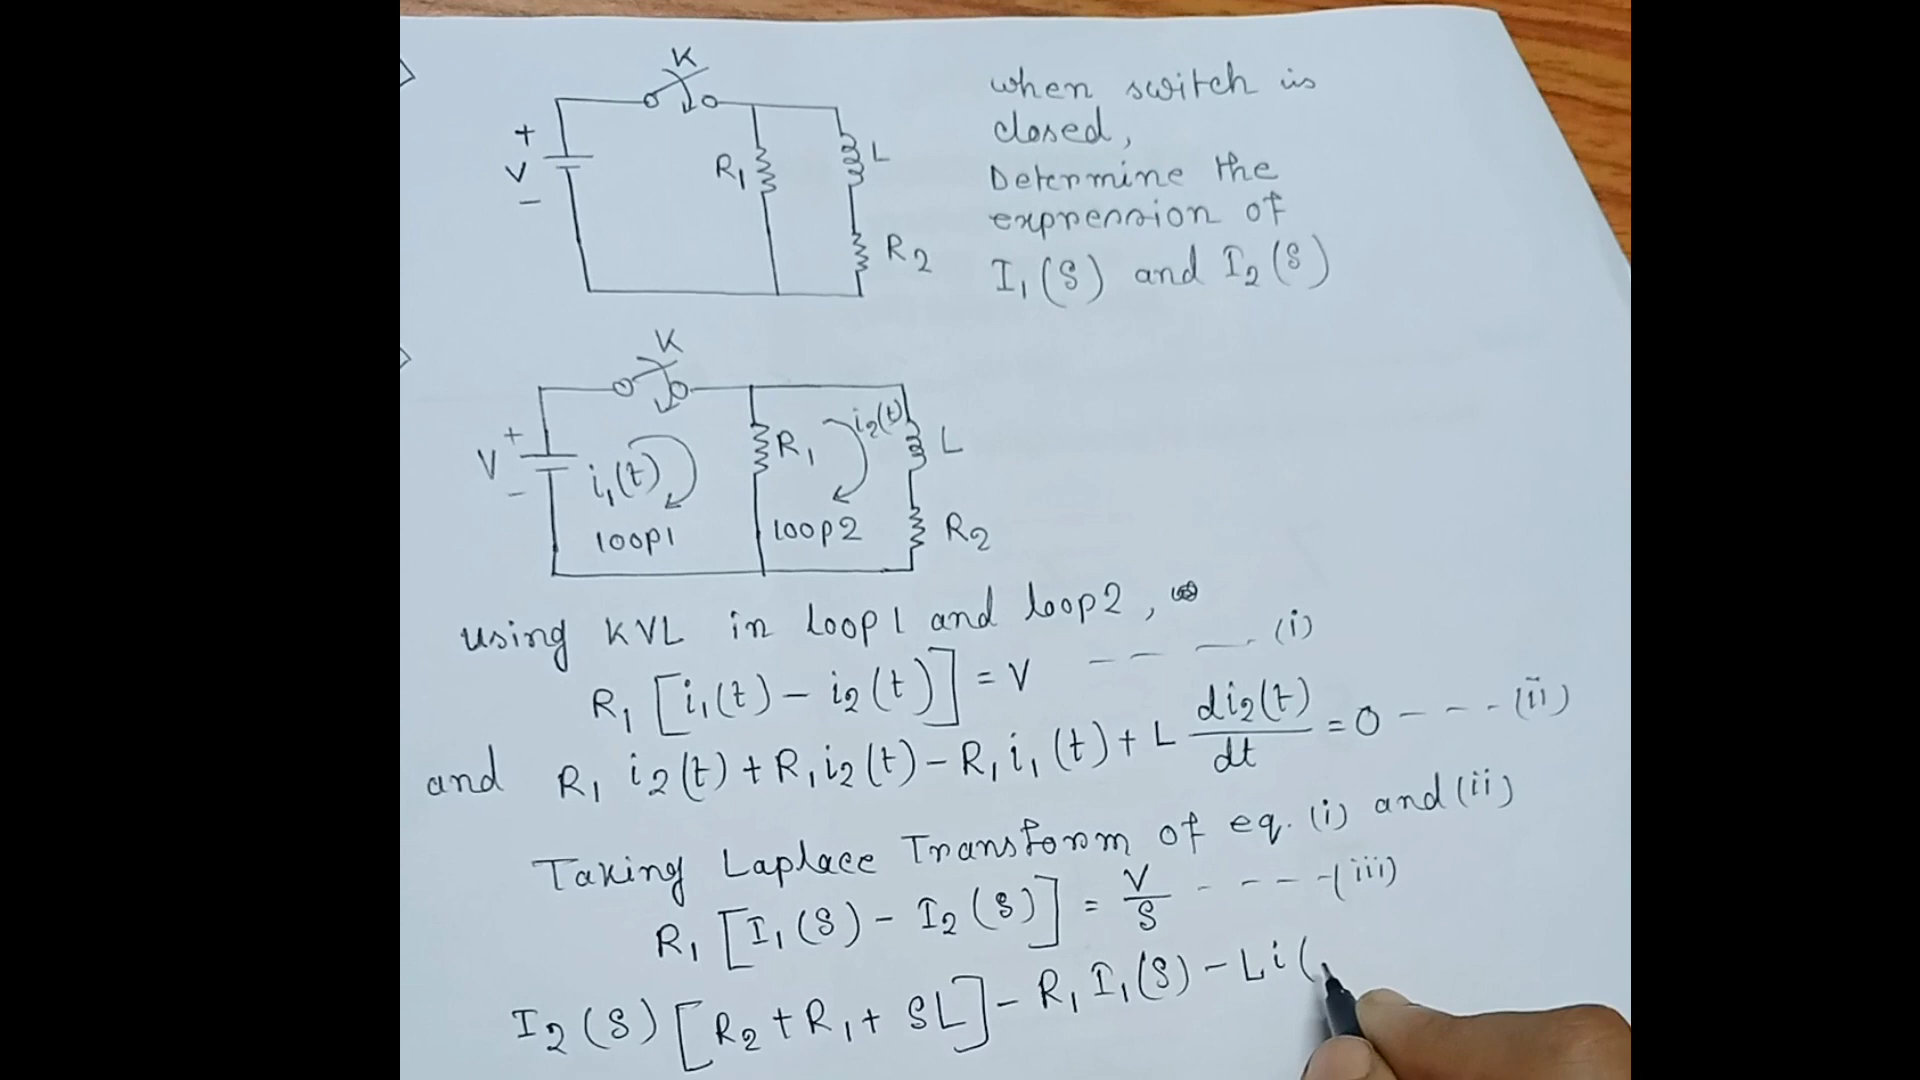 K
+
V
-
R1
L
R2
when switch is
closed,
Determine the
expression of
I1(S) and I2(S)
K
+
V
-
i1(t)
loop1
R1
i2(t)
loop2
L
R2
using KVL in loop1 and loop2,
R1 [i1(t) - i2(t)] = V - - - (i)
and R1 i2(t) + R1 i2(t) - R1 i1(t) + L di2(t)/dt = 0 - - - (ii)
Taking Laplace Transform of eq. (i) and (ii)
R1 [I1(S) - I2(S)] = V/S - - - - (iii)
I2(S) [R2 + R1 + SL] - R1 I1(S) - Li(